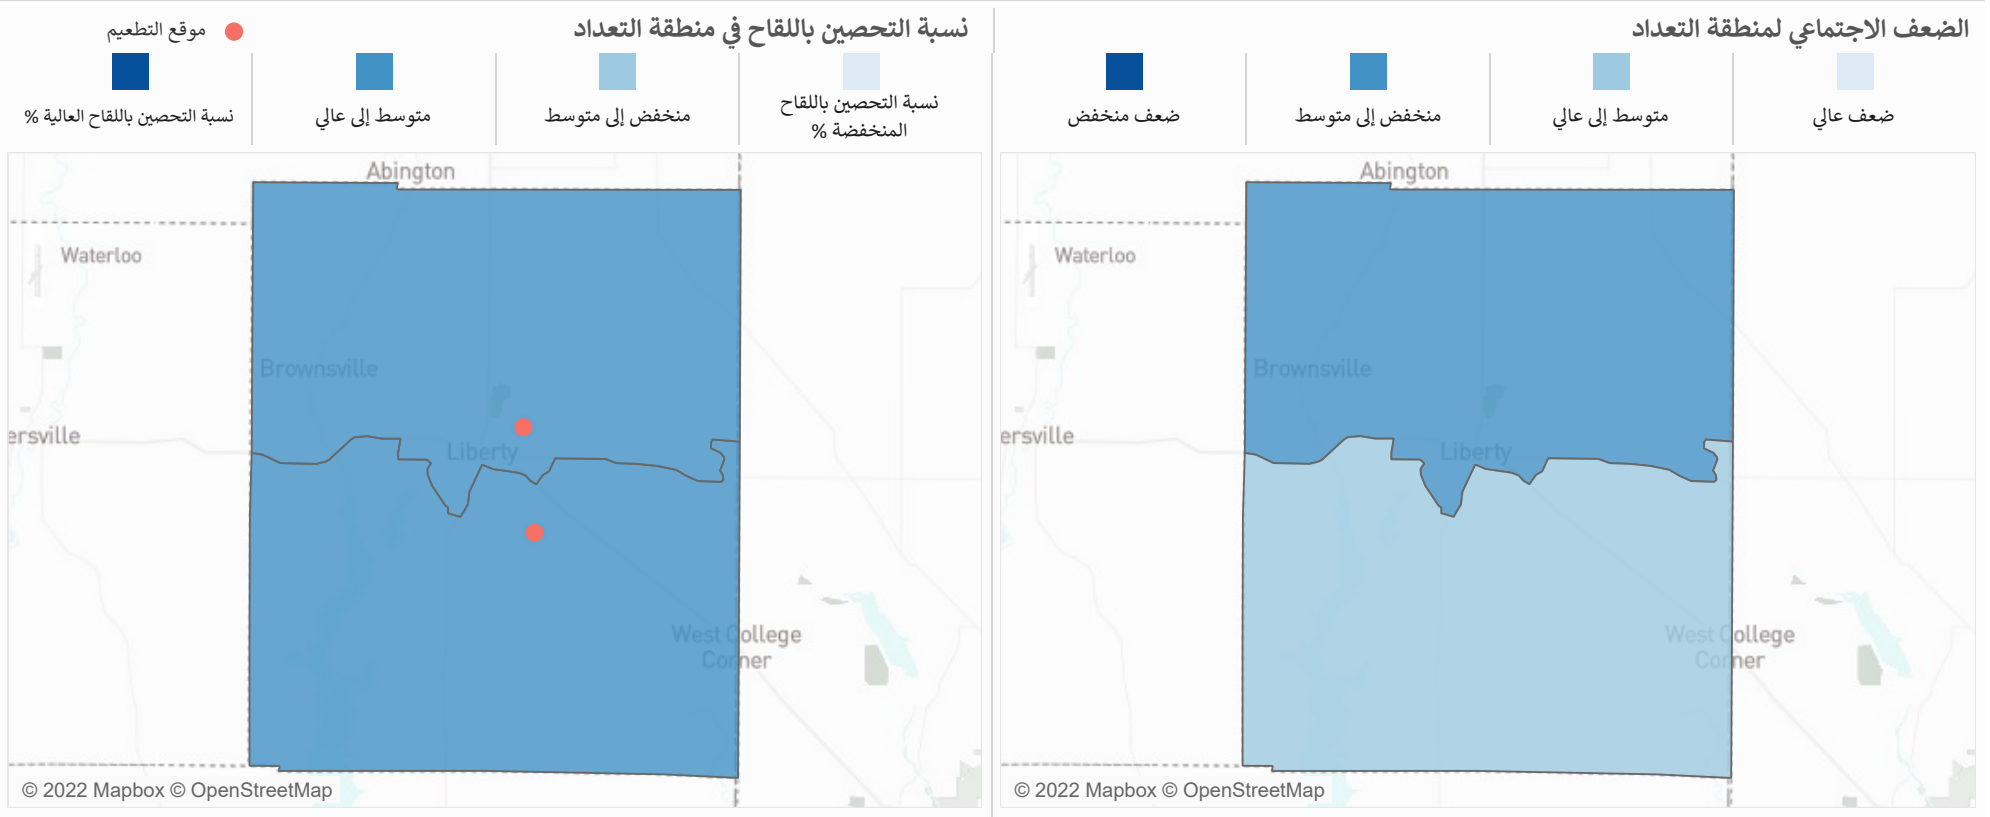 الضعف الاجتماعي لمنطقة التعداد
ضعف عالي
متوسط إلى عالي
منخفض إلى متوسط
ضعف منخفض
Abington
Waterloo
Brownsville
ersville
Liberty
West College
Corner
© 2022 Mapbox © OpenStreetMap
نسبة التحصين باللقاح في منطقة التعداد
موقع التطعيم
نسبة التحصين باللقاح
المنخفضة %
منخفض إلى متوسط
متوسط إلى عالي
نسبة التحصين باللقاح العالية %
Abington
Waterloo
Brownsville
ersville
Liberty
West College
Corner
© 2022 Mapbox © OpenStreetMap